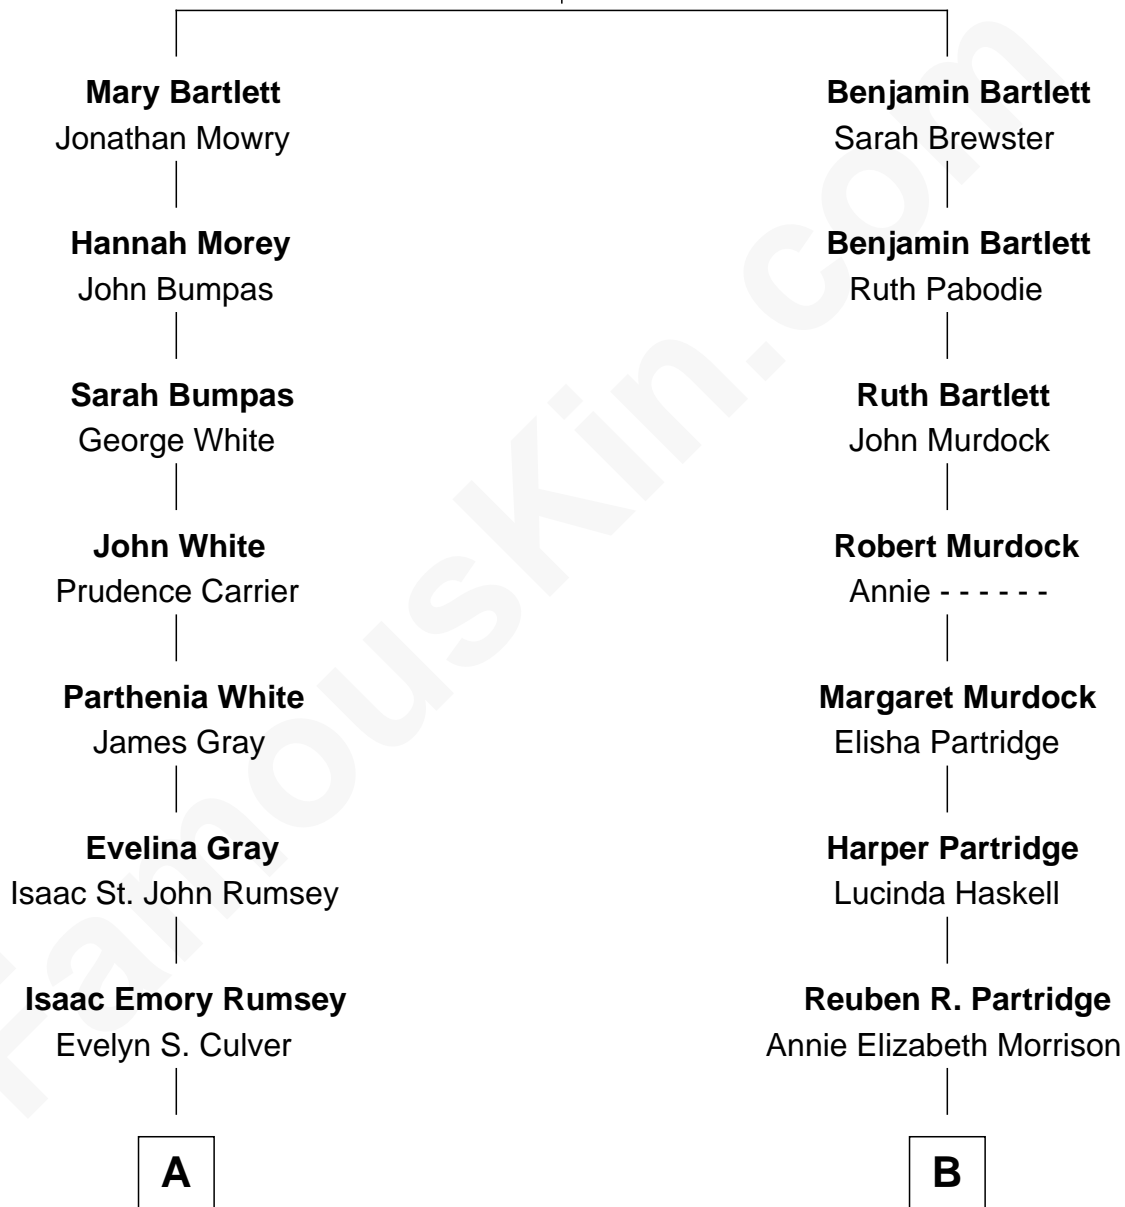 Mary Bartlett
Jonathan Mowry
Hannah Morey
John Bumpas
Sarah Bumpas
George White
John White
Prudence Carrier
Parthenia White
James Gray
Evelina Gray
Isaac St. John Rumsey
Isaac Emory Rumsey
Evelyn S. Culver
A
Benjamin Bartlett
Sarah Brewster
Benjamin Bartlett
Ruth Pabodie
Ruth Bartlett
John Murdock
Robert Murdock
Annie - - - - - -
Margaret Murdock
Elisha Partridge
Harper Partridge
Lucinda Haskell
Reuben R. Partridge
Annie Elizabeth Morrison
B
FamousKin.com